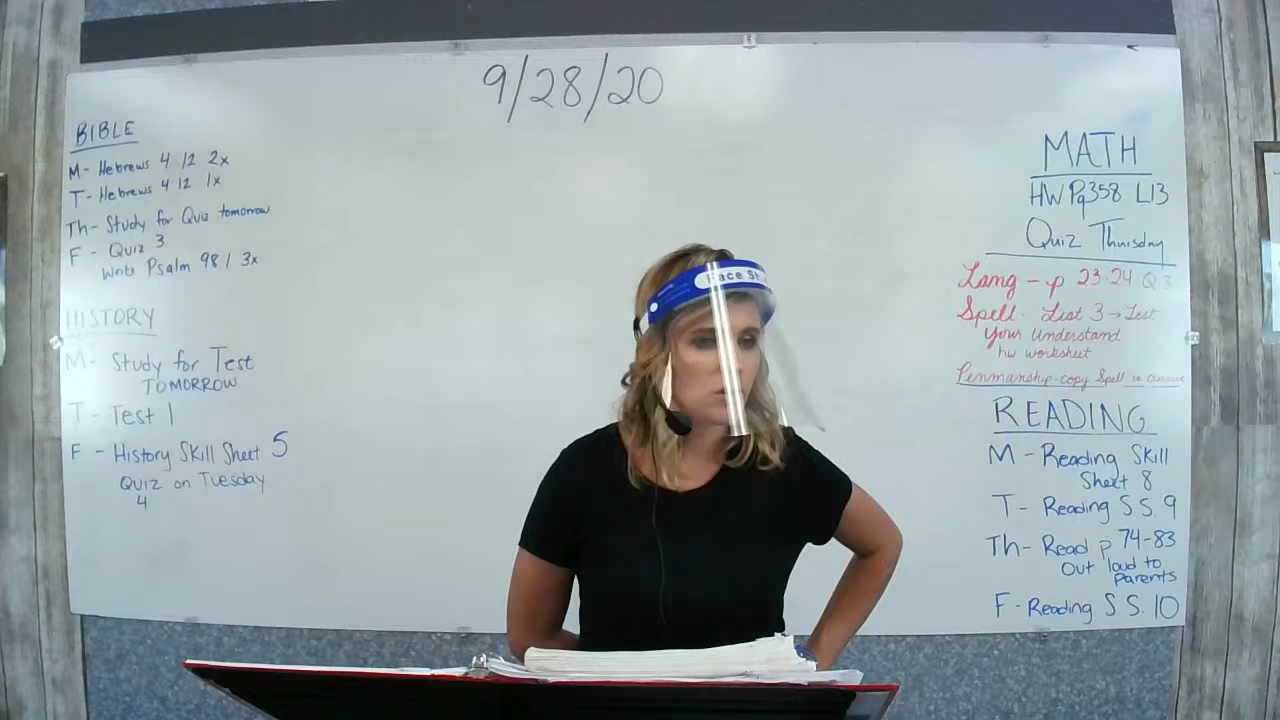 9/28/20
BIBLE
M- Hebrews 4 12 2x
T- Hebrews 4 12 1x
Th- Study for Quiz tomorrow
F - Quiz 3
Write Psalm 98 1 3x
HISTORY
M- Study for Test
TOMORROW
T- Test 1
F - History Skill Sheet 5
Quiz on Tuesday
4
Face Sh
MATH
HW Pg358 L13
Quiz Thursday
Lang - p 23-24 Q 3
Spell. List 3 → Test
Your Understand
hw worksheet
Penmanship-copy Spell in cursive
READING
M- Reading Skill
Sheet 8
T- Reading S.S. 9
Th- Read p 74-83
out loud to
parents
F- Reading S.S. 10